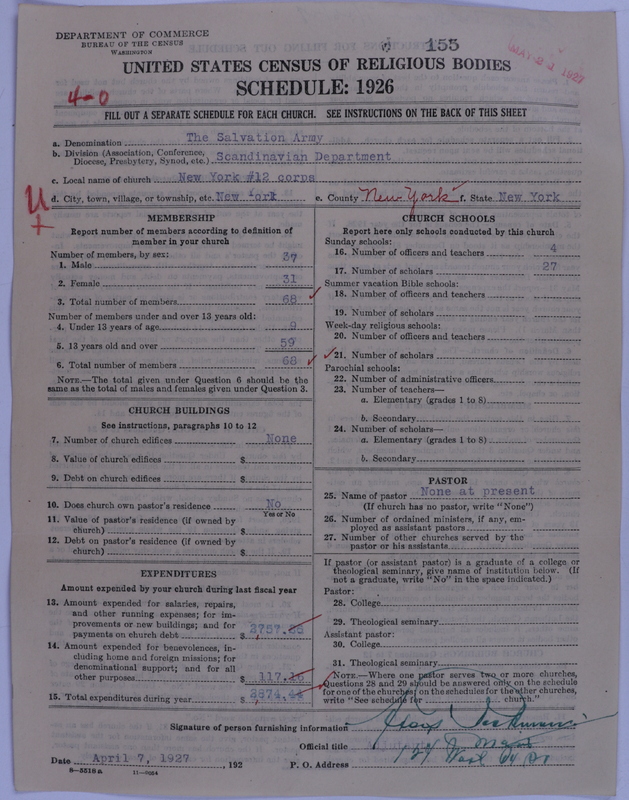 DEPARTMENT OF COMMERCE
BUREAU OF THE CENSUS
WASHINGTON
155
MAY 24 1927
UNITED STATES CENSUS OF RELIGIOUS BODIES
SCHEDULE: 1926
4-0
FILL OUT A SEPARATE SCHEDULE FOR EACH CHURCH. SEE INSTRUCTIONS ON THE BACK OF THIS SHEET
a. Denomination The Salvation Army
b. Division (Association, Conference, Diocese, Presbytery, Synod, etc.) Scandinavian Department
c. Local name of church New York #12 corps
d. City, town, village, or township, etc. New York e. County New York f. State New York
U
+
MEMBERSHIP
Report number of members according to definition of
member in your church
Number of members, by sex:
1. Male 37
2. Female 31
3. Total number of members 68
Number of members under and over 13 years old:
4. Under 13 years of age 9
5. 13 years old and over 59
6. Total number of members 68
NOTE.—The total given under Question 6 should be the
same as the total of males and females given under Question 3.
CHURCH BUILDINGS
See instructions, paragraphs 10 to 12
7. Number of church edifices None
8. Value of church edifices $
9. Debt on church edifices $
10. Does church own pastor's residence No
Yes or No
11. Value of pastor's residence (if owned by
church) $
12. Debt on pastor's residence (if owned by
church) $
EXPENDITURES
Amount expended by your church during last fiscal year
13. Amount expended for salaries, repairs,
and other running expenses; for im-
provements or new buildings; and for
payments on church debt $ 2757.
14. Amount expended for benevolences, in-
cluding home and foreign missions; for
denominational support; and for all
other purposes $ 117.
15. Total expenditures during year $ 2874.
CHURCH SCHOOLS
Report here only schools conducted by this church
Sunday schools:
16. Number of officers and teachers 4
17. Number of scholars 27
Summer vacation Bible schools:
18. Number of officers and teachers
19. Number of scholars
Week-day religious schools:
20. Number of officers and teachers
21. Number of scholars
Parochial schools:
22. Number of administrative officers
23. Number of teachers—
a. Elementary (grades 1 to 8)
b. Secondary
24. Number of scholars—
a. Elementary (grades 1 to 8)
b. Secondary
PASTOR
25. Name of pastor None at present
(If church has no pastor, write "None")
26. Number of ordained ministers, if any, em-
ployed as assistant pastors
27. Number of other churches served by the
pastor or his assistants
If pastor (or assistant pastor) is a graduate of a college or
theological seminary, give name of institution below. (If
not a graduate, write "No" in the space indicated.)
Pastor:
28. College
29. Theological seminary
Assistant pastor:
30. College
31. Theological seminary
NOTE.—Where one pastor serves two or more churches,
Questions 28 and 29 should be answered only on the schedule
for one of the churches; on the schedules for the other churches,
write "See schedule for church."
Signature of person furnishing information
Official title
Date April 7, 1927, 192 P. O. Address
8—5518a 11—9054